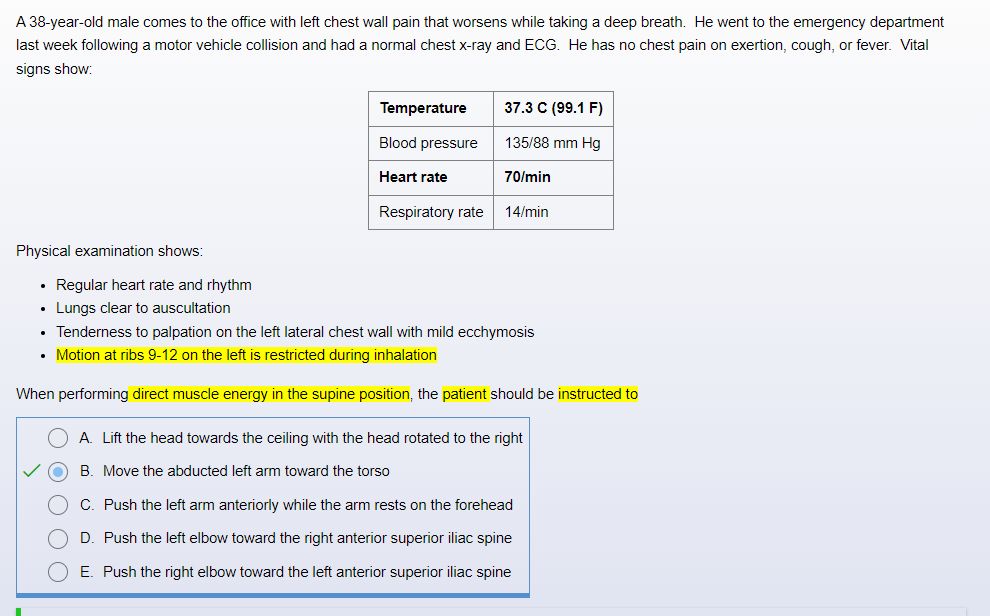 A 38-year-old male comes to the office with left chest wall pain that worsens while taking a deep breath.  He went to the emergency department
last week following a motor vehicle collision and had a normal chest x-ray and ECG.  He has no chest pain on exertion, cough, or fever.  Vital
signs show:
Temperature 37.3 C (99.1 F)
Blood pressure 135/88 mm Hg
Heart rate 70/min
Respiratory rate 14/min
Physical examination shows:
• Regular heart rate and rhythm
• Lungs clear to auscultation
• Tenderness to palpation on the left lateral chest wall with mild ecchymosis
• Motion at ribs 9-12 on the left is restricted during inhalation
When performing direct muscle energy in the supine position, the patient should be instructed to
A. Lift the head towards the ceiling with the head rotated to the right
B. Move the abducted left arm toward the torso
C. Push the left arm anteriorly while the arm rests on the forehead
D. Push the left elbow toward the right anterior superior iliac spine
E. Push the right elbow toward the left anterior superior iliac spine